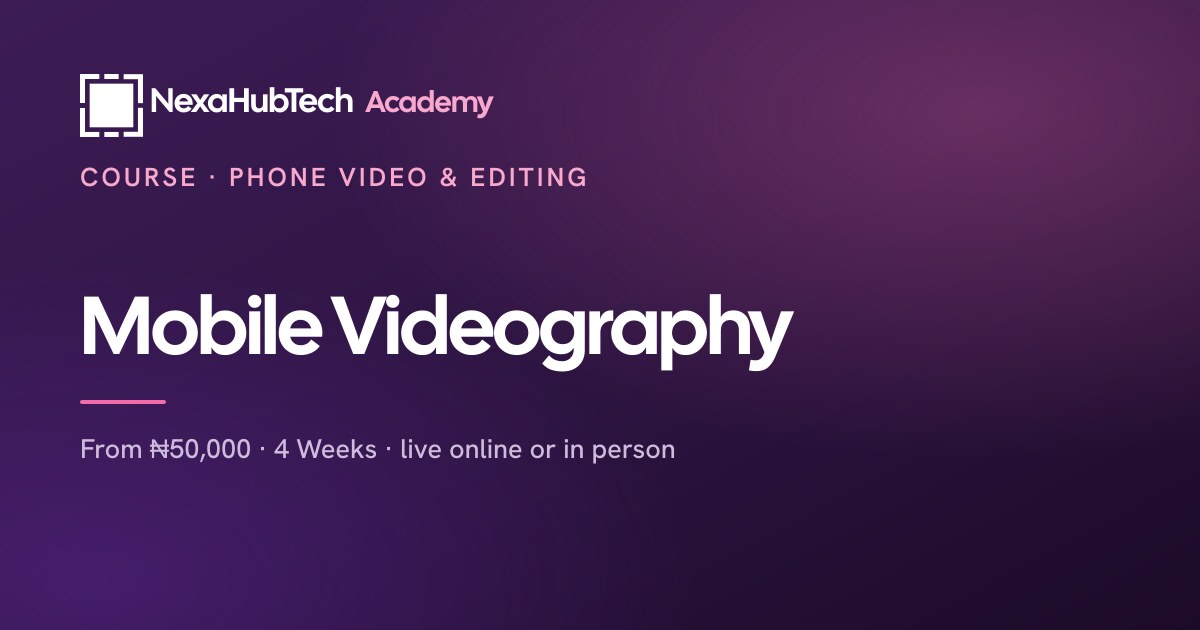 NexaHubTech Academy
COURSE · PHONE VIDEO & EDITING
Mobile Videography
From ₦50,000 · 4 Weeks · live online or in person